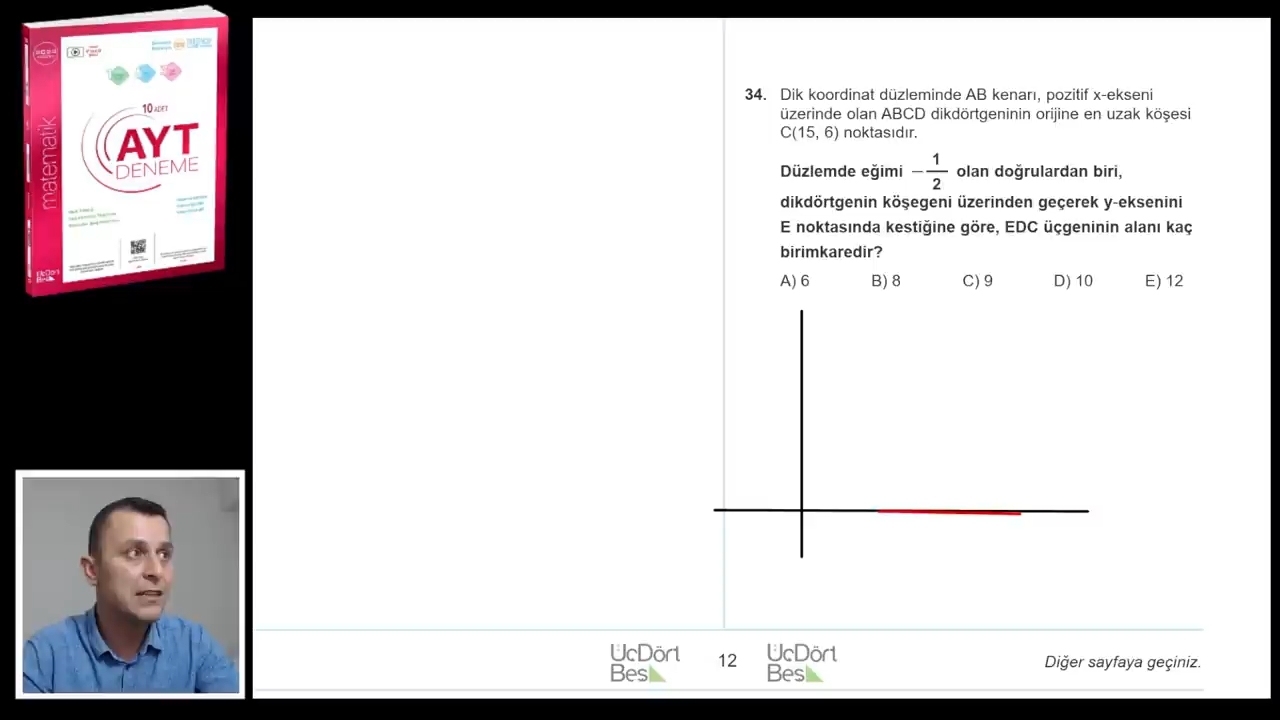 matematik
10 ADET
AYT
DENEME
ÜçDört
Beş
34. Dik koordinat düzleminde AB kenarı, pozitif x-ekseni
üzerinde olan ABCD dikdörtgeninin orijine en uzak köşesi
C(15, 6) noktasıdır.
Düzlemde eğimi −1/2 olan doğrulardan biri,
dikdörtgenin köşegeni üzerinden geçerek y-eksenini
E noktasında kestiğine göre, EDC üçgeninin alanı kaç
birimkaredir?
A) 6 B) 8 C) 9 D) 10 E) 12
ÜçDört
Beş
12
ÜçDört
Beş
Diğer sayfaya geçiniz.